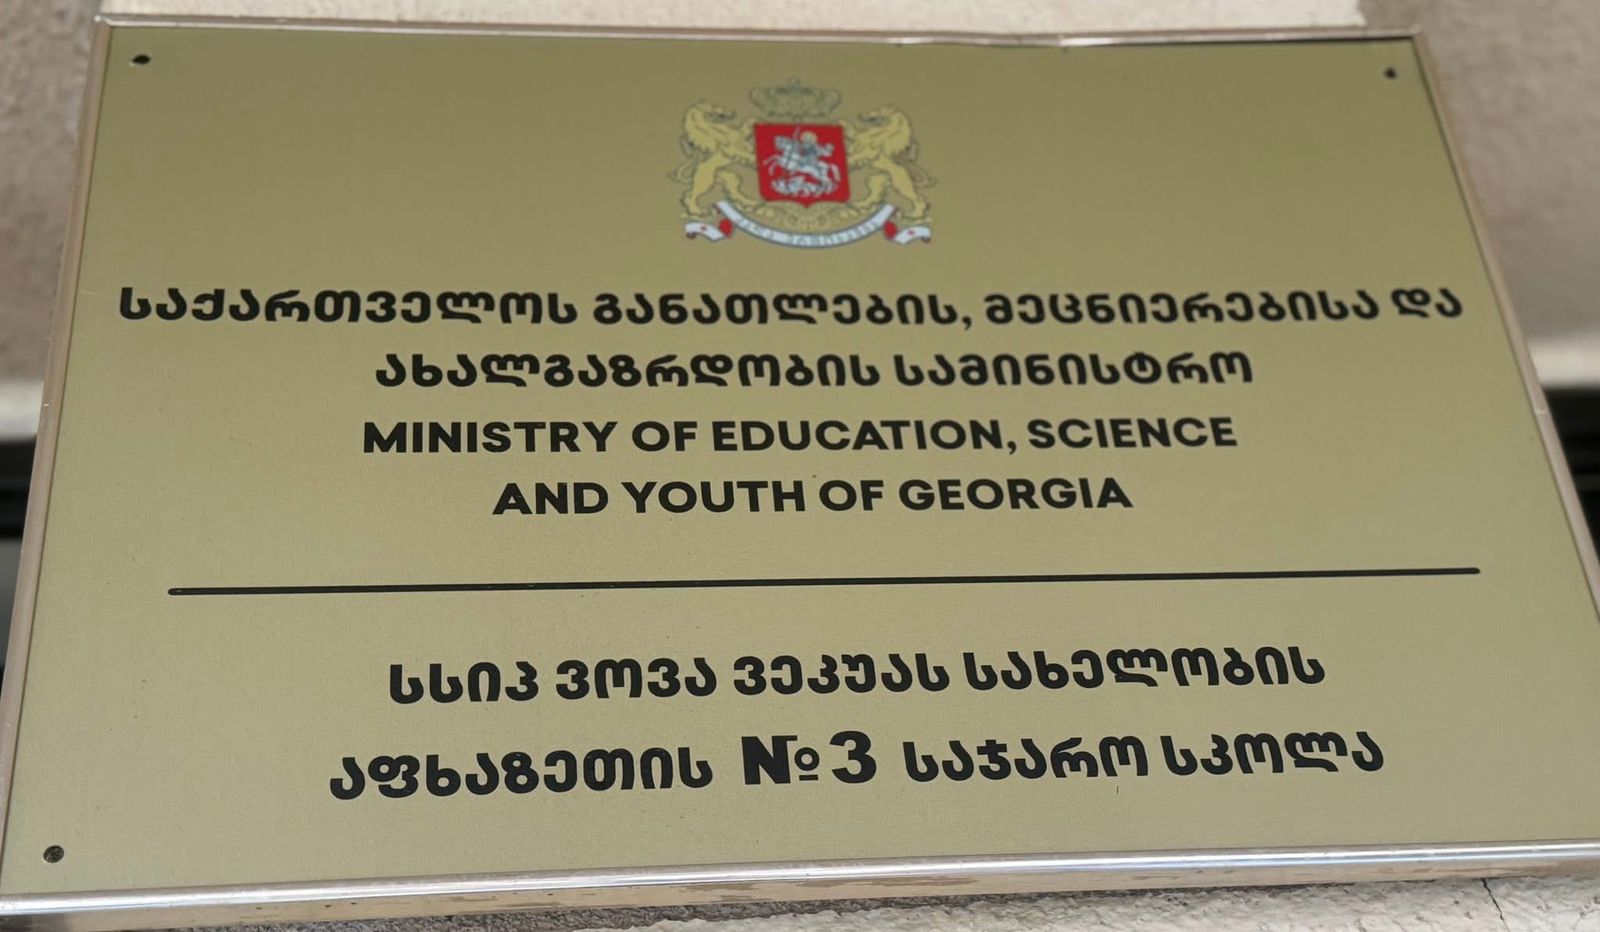 საქართველოს განათლების, მეცნიერებისა და
ახალგაზრდობის სამინისტრო
MINISTRY OF EDUCATION, SCIENCE
AND YOUTH OF GEORGIA
სსიპ ვოვა ვეკუას სახელობის
აფხაზეთის №3 საჯარო სკოლა